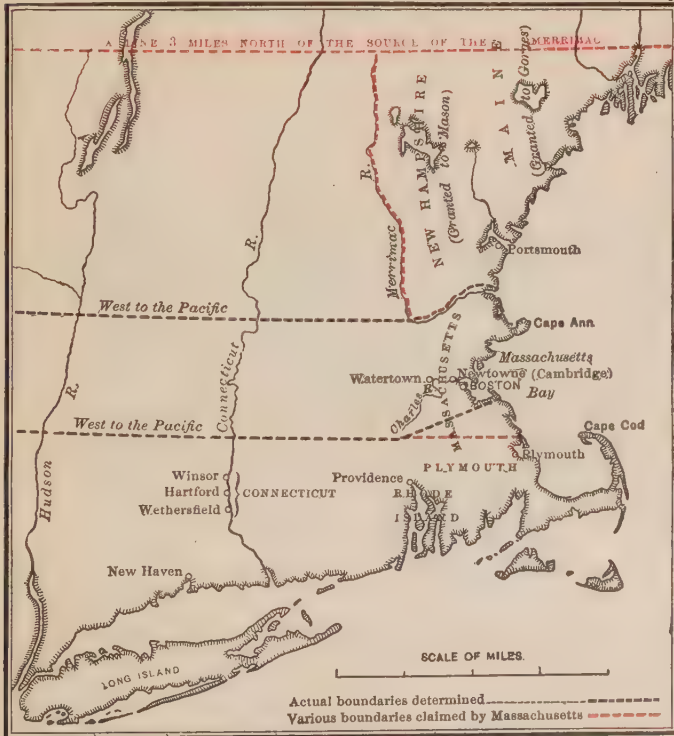 A LINE 3 MILES NORTH OF THE SOURCE OF THE MERRIMAC
NEW HAMPSHIRE
(Granted to Mason)
MAINE
(Granted to Gorges)
R.
Merrimac
R.
Portsmouth
West to the Pacific
Cape Ann
Connecticut
MASSACHUSETTS
Massachusetts
Bay
Watertown
Newtowne (Cambridge)
BOSTON
Charles R.
R.
West to the Pacific
Cape Cod
Plymouth
PLYMOUTH
Hudson
Winsor
Hartford
CONNECTICUT
Wethersfield
Providence
RHODE
ISLAND
New Haven
LONG ISLAND
SCALE OF MILES.
Actual boundaries determined
Various boundaries claimed by Massachusetts